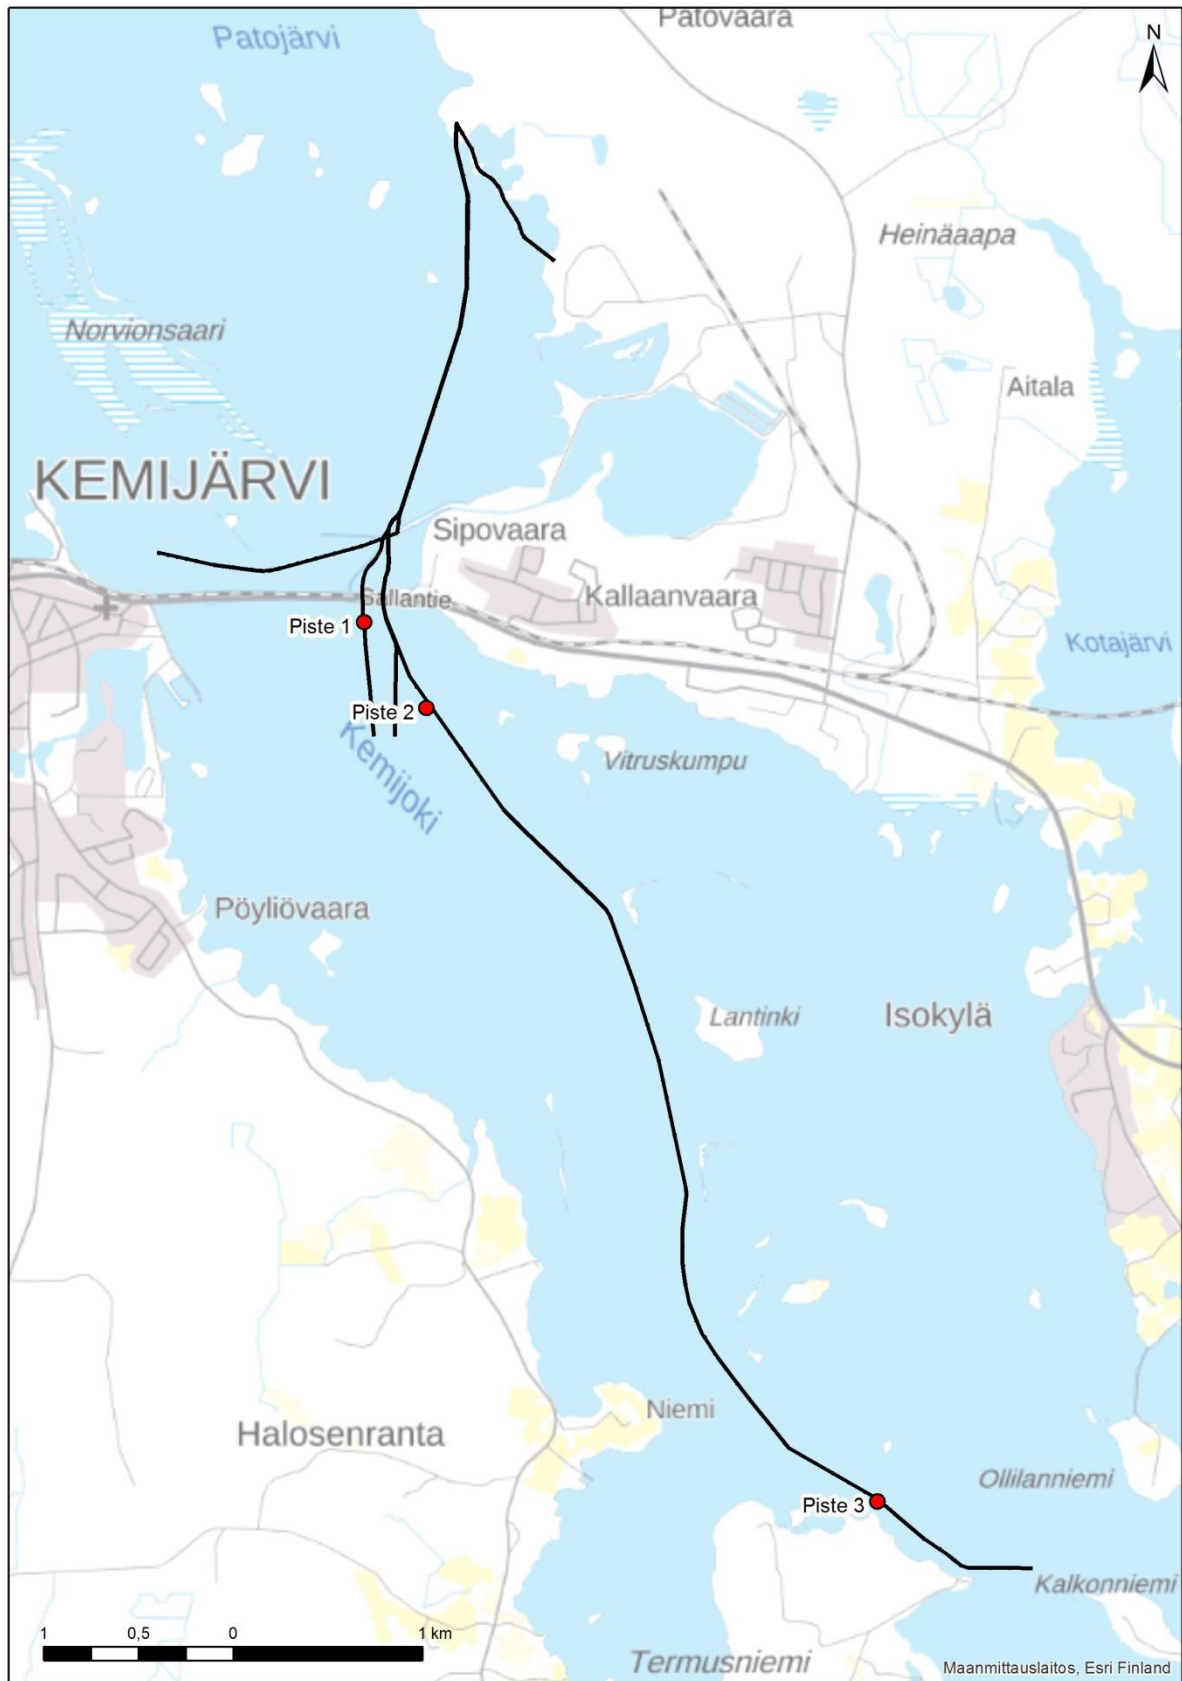 Patovaara
N
Patojärvi
Heinäaapa
Norvionsaari
Aitala
KEMIJÄRVI
Sipovaara
Kallaanvaara
Sallantie
Piste 1
Kotajärvi
Piste 2
Kemijoki
Vitruskumpu
Pöyliövaara
Lantinki
Isokylä
Niemi
Halosenranta
Ollilanniemi
Piste 3
Kalkonniemi
1 0,5 0 1 km
Termusniemi
Maanmittauslaitos, Esri Finland